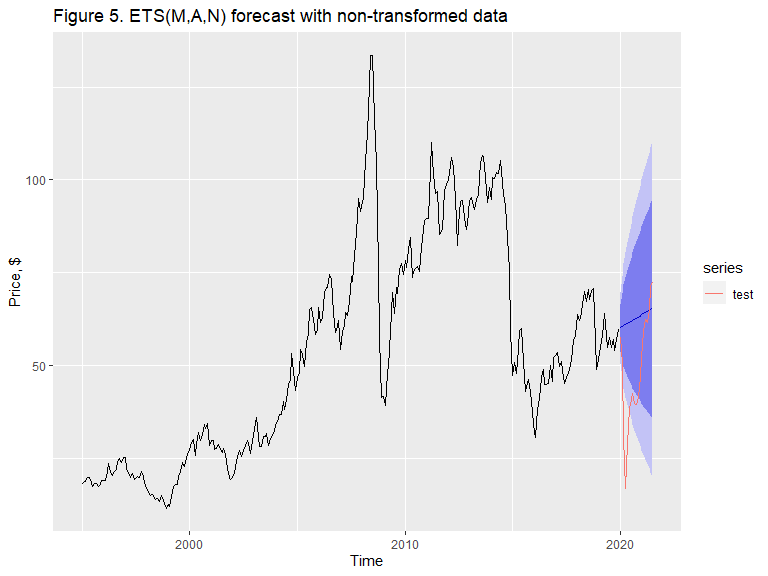 Figure 5. ETS(M,A,N) forecast with non-transformed data
Price, $
100
50
2000
2010
2020
Time
series
test